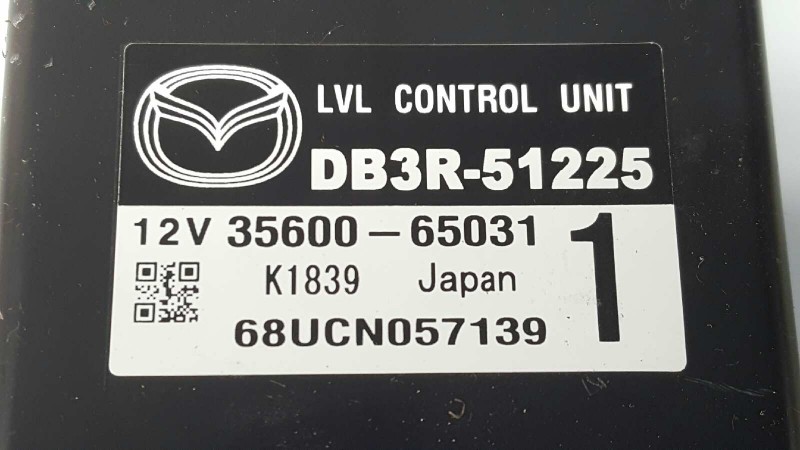 LVL CONTROL UNIT
DB3R-51225
12V 35600-65031 1
K1839 Japan
68UCN057139